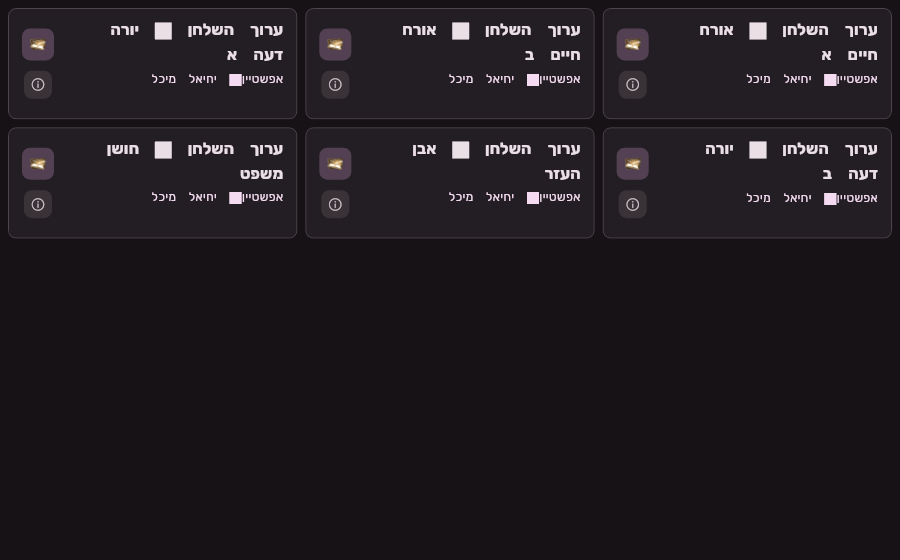 ערוך השלחן אורח
חיים א
אפשטיין יחיאל מיכל
ערוך השלחן אורח
חיים ב
אפשטיין יחיאל מיכל
ערוך השלחן יורה
דעה א
אפשטיין יחיאל מיכל
ערוך השלחן יורה
דעה ב
אפשטיין יחיאל מיכל
ערוך השלחן אבן
העזר
אפשטיין יחיאל מיכל
ערוך השלחן חושן
משפט
אפשטיין יחיאל מיכל